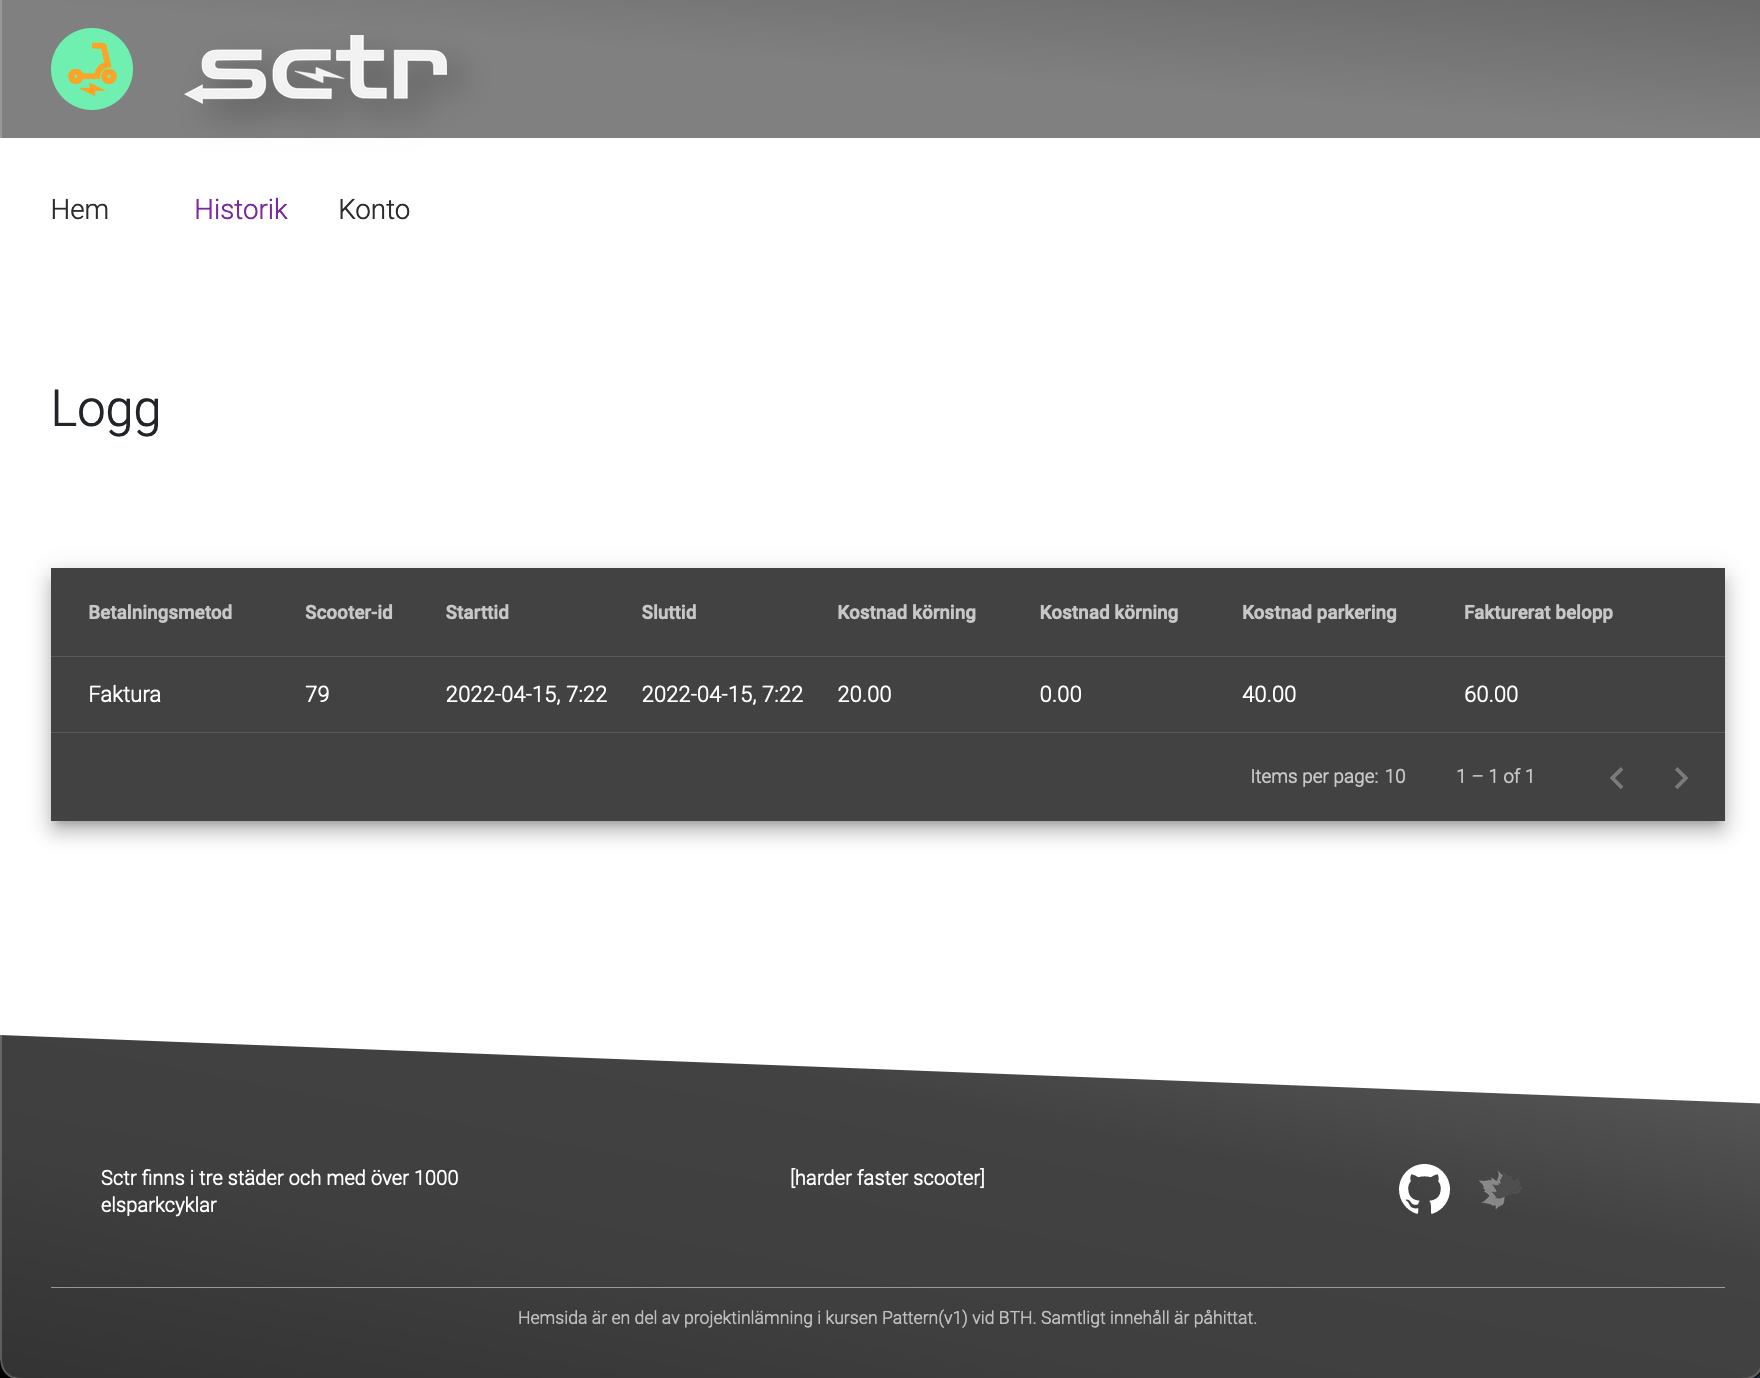 sctr
Hem Historik Konto
Logg
Betalningsmetod Scooter-id Starttid Sluttid Kostnad körning Kostnad körning Kostnad parkering Fakturerat belopp
Faktura 79 2022-04-15, 7:22 2022-04-15, 7:22 20.00 0.00 40.00 60.00
Items per page: 10 1 – 1 of 1
Sctr finns i tre städer och med över 1000
elsparkcyklar
[harder faster scooter]
Hemsida är en del av projektinlämning i kursen Pattern(v1) vid BTH. Samtligt innehåll är påhittat.